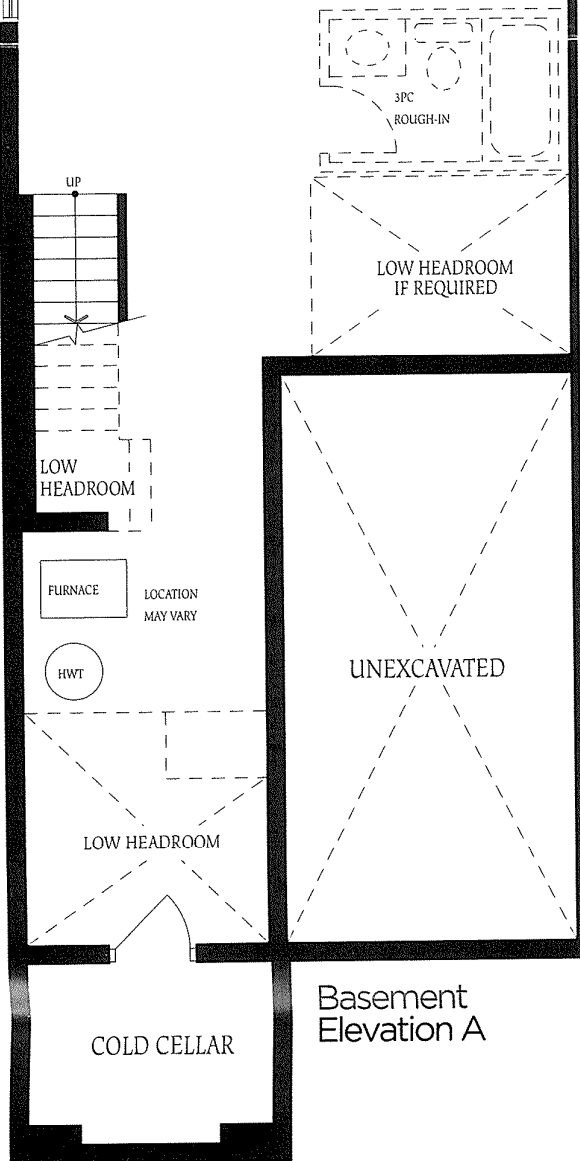 3PC
ROUGH-IN
UP
LOW HEADROOM
IF REQUIRED
LOW
HEADROOM
FURNACE
LOCATION
MAY VARY
HWT
UNEXCAVATED
LOW HEADROOM
Basement
Elevation A
COLD CELLAR